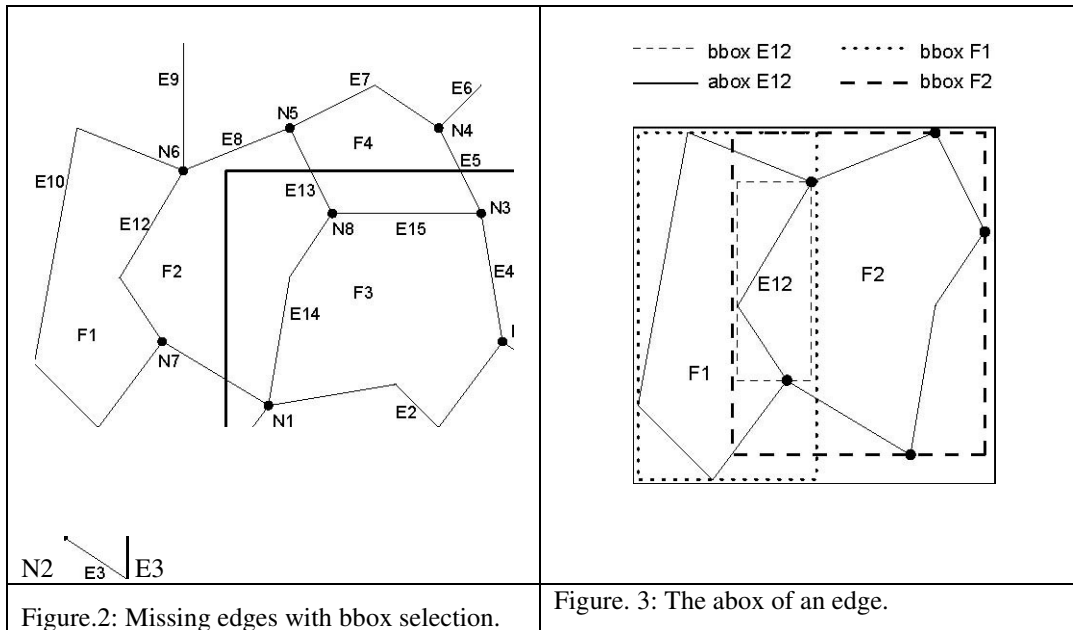 E9
E7
E6
N5
N4
E8
F4
N6
E5
E10
E13
N3
E12
N8
E15
F2
E4
F3
E14
F1
N7
N1
E2
N2
E3
E3
Figure.2: Missing edges with bbox selection.
bbox E12
bbox F1
abox E12
bbox F2
E12
F2
F1
Figure. 3: The abox of an edge.